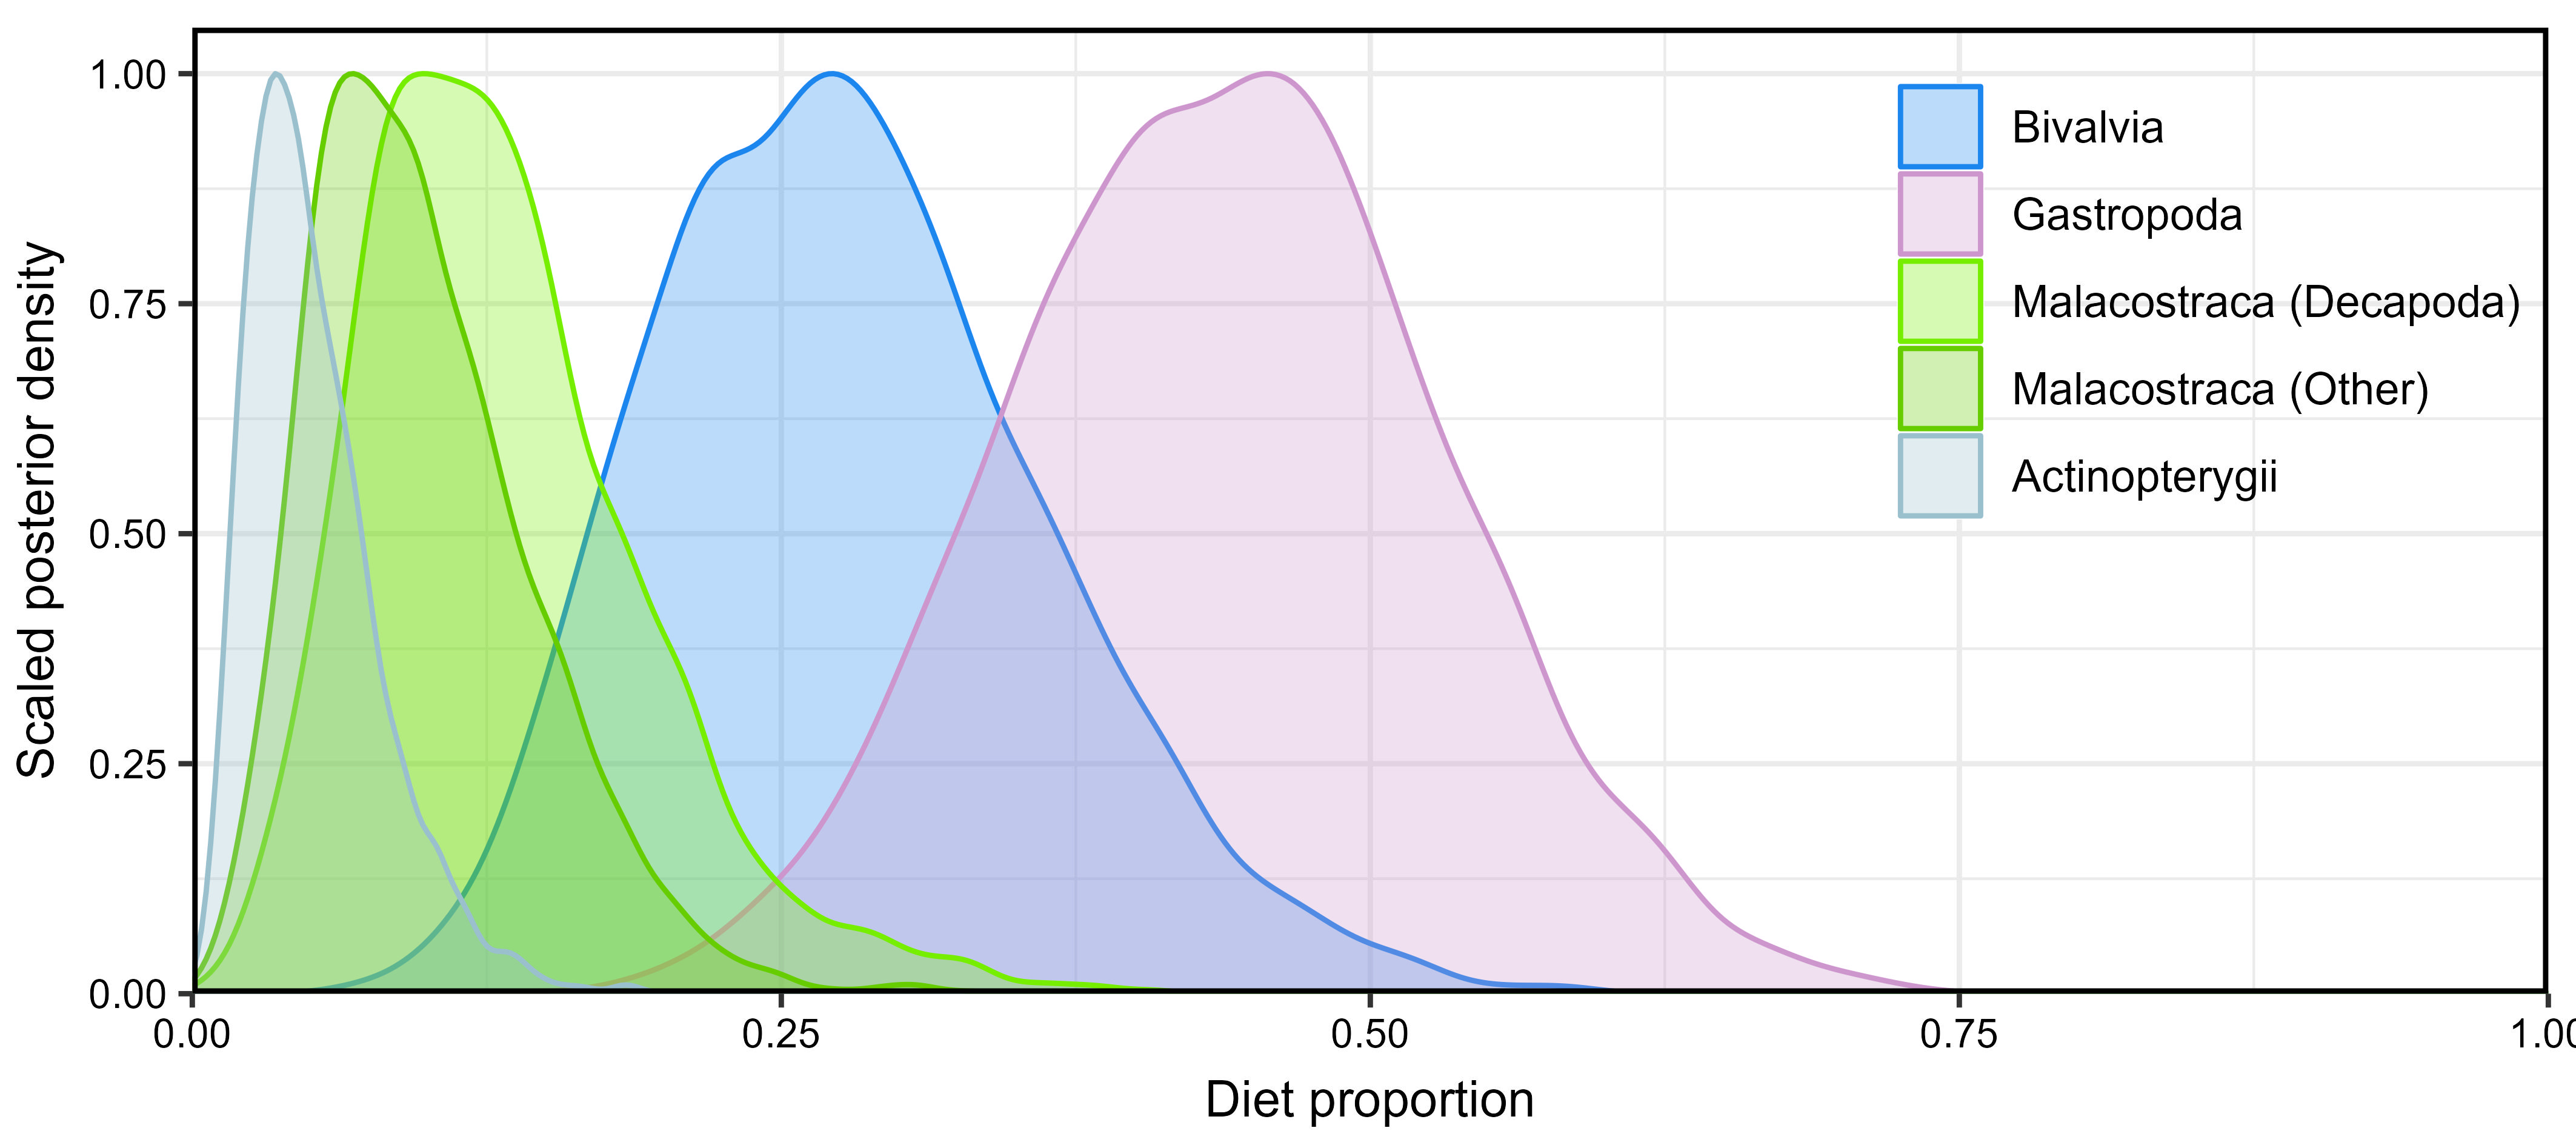 Scaled posterior density
1.00
0.75
0.50
0.25
0.00
Bivalvia
Gastropoda
Malacostraca (Decapoda)
Malacostraca (Other)
Actinopterygii
0.00 0.25 0.50 0.75 1.00
Diet proportion